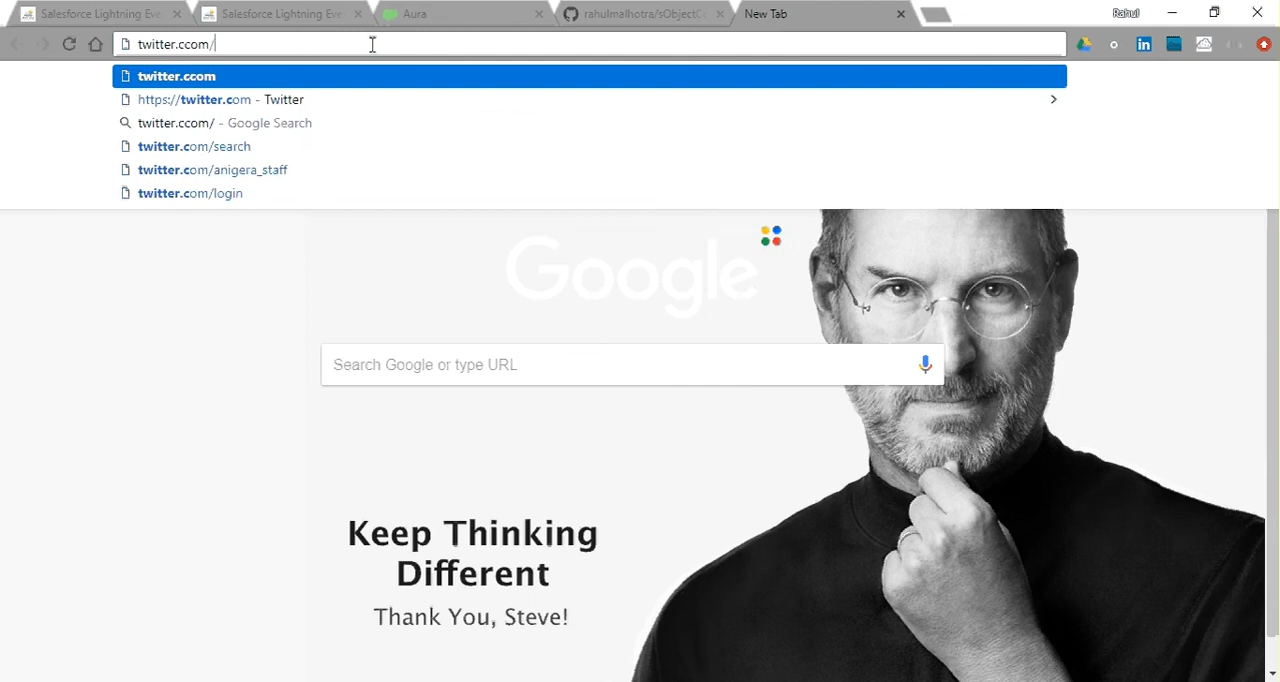 Salesforce Lightning Eve
Salesforce Lightning Eve
Aura
rahulmalhotra/sObjectCo
New Tab
Rahul
twitter.ccom/
twitter.ccom
https://twitter.com - Twitter
twitter.ccom/ - Google Search
twitter.com/search
twitter.com/anigera_staff
twitter.com/login
Google
Search Google or type URL
Keep Thinking
Different
Thank You, Steve!